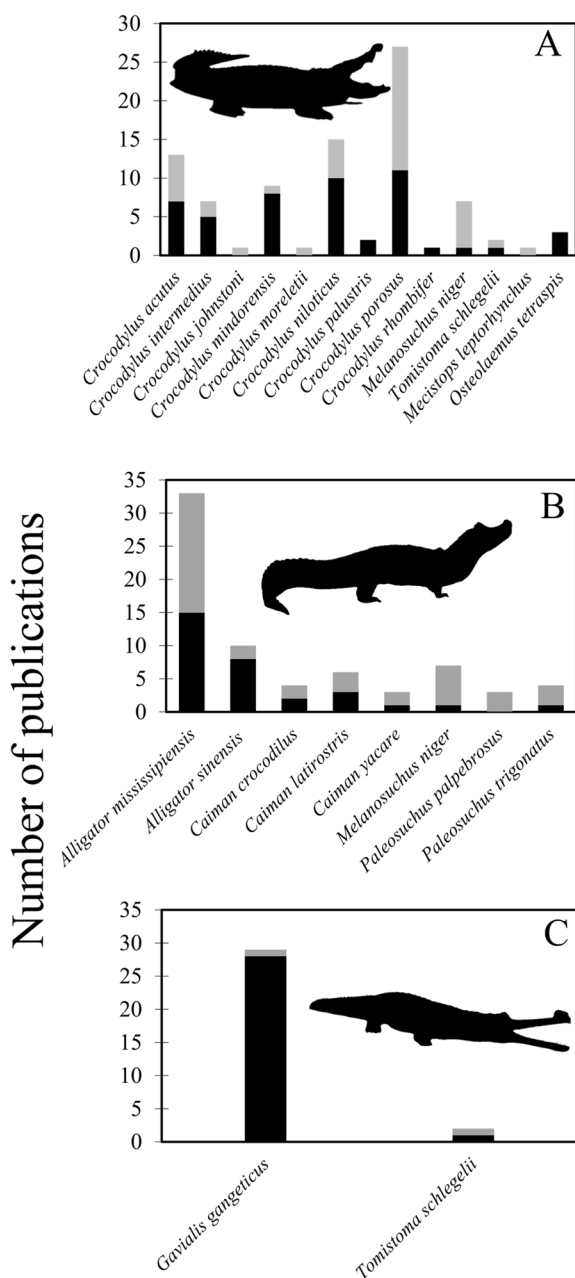 Number of publications
A
30
25
20
15
10
5
0
Crocodylus acutus
Crocodylus intermedius
Crocodylus johnstoni
Crocodylus mindorensis
Crocodylus moreletii
Crocodylus niloticus
Crocodylus palustris
Crocodylus porosus
Crocodylus rhombifer
Melanosuchus niger
Tomistoma schlegelii
Mecistops leptorhynchus
Osteolaemus tetraspis
B
35
30
25
20
15
10
5
0
Alligator mississipiensis
Alligator sinensis
Caiman crocodilus
Caiman latirostris
Caiman yacare
Melanosuchus niger
Paleosuchus palpebrosus
Paleosuchus trigonatus
C
35
30
25
20
15
10
5
0
Gavialis gangeticus
Tomistoma schlegelii